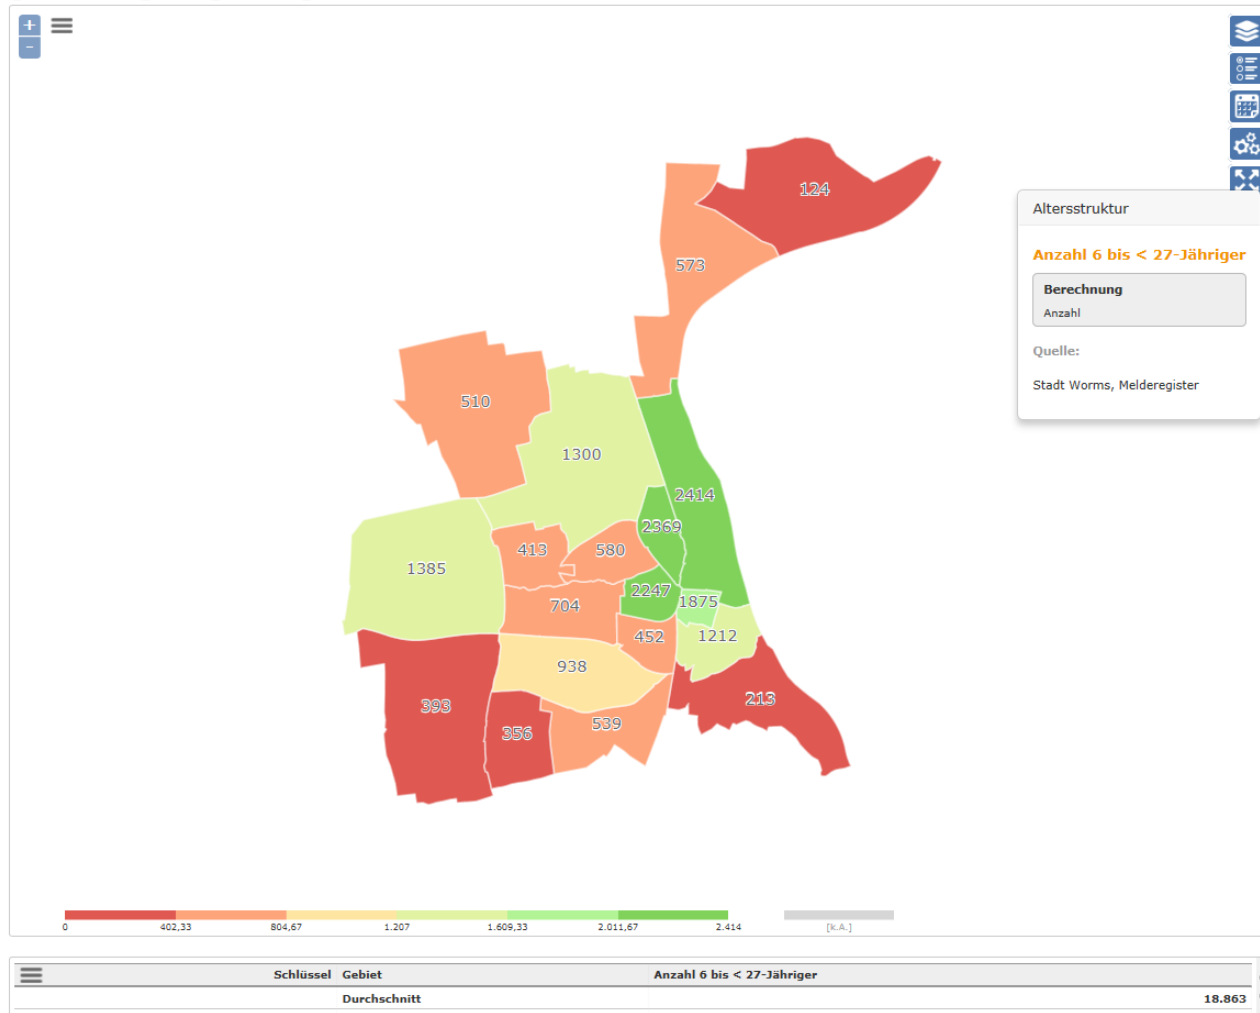 +
−
124
573
510
1300
2414
2369
413
580
1385
2247
1875
704
452
1212
938
393
213
356
539
Altersstruktur
Anzahl 6 bis < 27-Jähriger
Berechnung
Anzahl
Quelle:
Stadt Worms, Melderegister
0 402,33 804,67 1.207 1.609,33 2.011,67 2.414 [k.A.]
Schlüssel Gebiet Anzahl 6 bis < 27-Jähriger
Durchschnitt 18.863